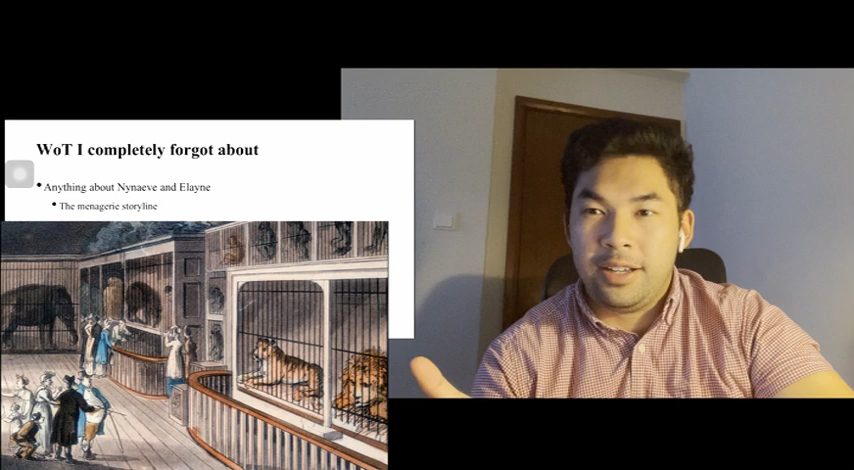 WoT I completely forgot about
Anything about Nynaeve and Elayne
The menagerie storyline